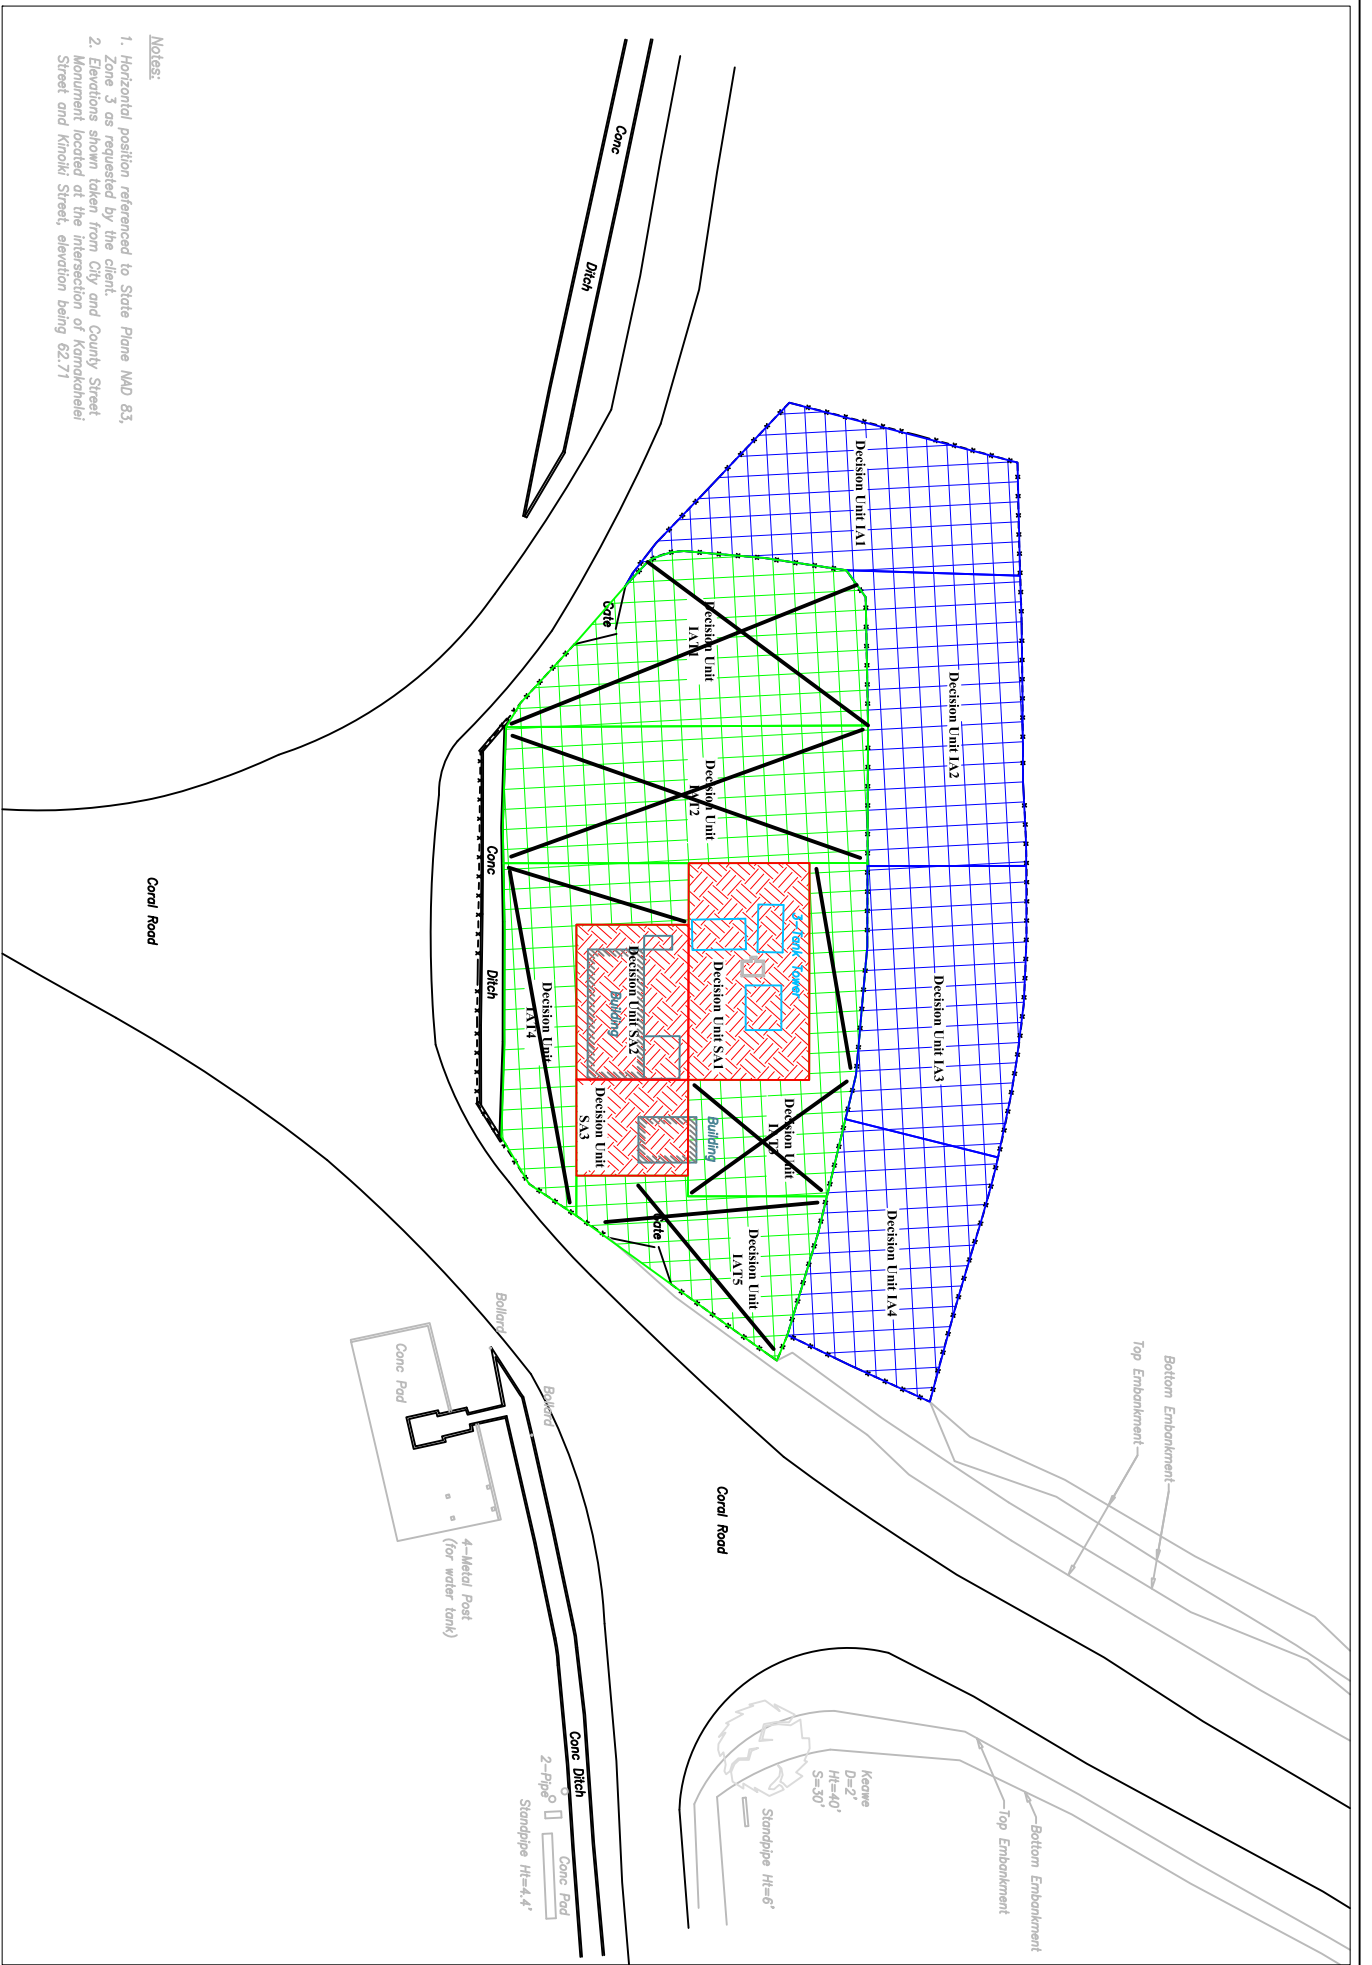 Notes:
1. Horizontal position referenced to State Plane NAD 83,
Zone 3 as requested by the client.
2. Elevations shown taken from City and County Street
Monument located at the intersection of Kamakahelei
Street and Kinoiki Street, elevation being 62.71
Conc
Ditch
Decision Unit IA1
Decision Unit IA2
Decision Unit IA3
Decision Unit IA4
Gate
Decision Unit
IAT1
Decision Unit
IAT2
3-Tank Tower
Decision Unit SA1
Decision Unit SA2
Building
Decision Unit
SA3
Building
Decision Unit
IAT3
Decision Unit
IAT4
Decision Unit
IAT5
Gate
Conc
Ditch
Coral Road
Coral Road
Bottom Embankment
Top Embankment
Bollard
Bollard
Conc Pad
4-Metal Post
(for water tank)
Keawe
D=2'
Ht=40'
S=30'
Standpipe Ht=6'
Bottom Embankment
Top Embankment
Conc Ditch
2-Pipe
Conc Pad
Standpipe Ht=4.4'